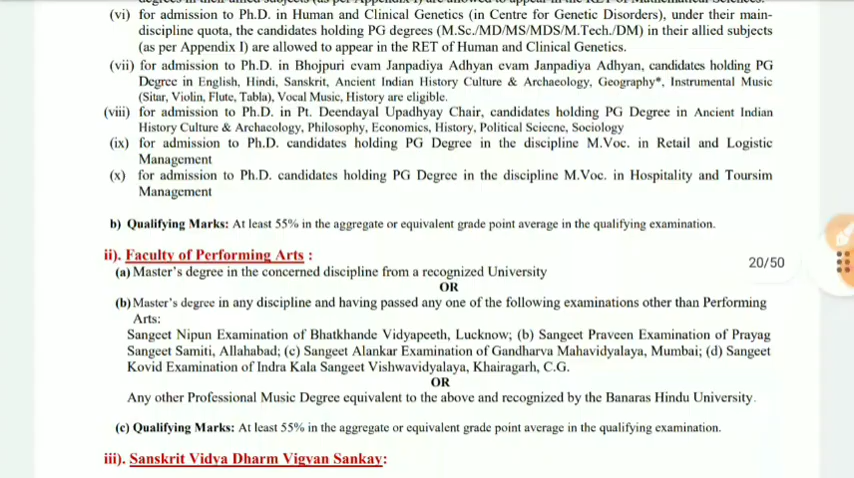 (vi) for admission to Ph.D. in Human and Clinical Genetics (in Centre for Genetic Disorders), under their main-
discipline quota, the candidates holding PG degrees (M.Sc./MD/MS/MDS/M.Tech./DM) in their allied subjects
(as per Appendix I) are allowed to appear in the RET of Human and Clinical Genetics.
(vii) for admission to Ph.D. in Bhojpuri evam Janpadiya Adhyan evam Janpadiya Adhyan, candidates holding PG
Degree in English, Hindi, Sanskrit, Ancient Indian History Culture & Archaeology, Geography*, Instrumental Music
(Sitar, Violin, Flute, Tabla), Vocal Music, History are eligible.
(viii) for admission to Ph.D. in Pt. Deendayal Upadhyay Chair, candidates holding PG Degree in Ancient Indian
History Culture & Archaeology, Philosophy, Economics, History, Political Sciecne, Sociology
(ix) for admission to Ph.D. candidates holding PG Degree in the discipline M.Voc. in Retail and Logistic
Management
(x) for admission to Ph.D. candidates holding PG Degree in the discipline M.Voc. in Hospitality and Toursim
Management
b) Qualifying Marks: At least 55% in the aggregate or equivalent grade point average in the qualifying examination.
ii). Faculty of Performing Arts :
20/50
(a) Master's degree in the concerned discipline from a recognized University
OR
(b) Master's degree in any discipline and having passed any one of the following examinations other than Performing
Arts:
Sangeet Nipun Examination of Bhatkhande Vidyapeeth, Lucknow; (b) Sangeet Praveen Examination of Prayag
Sangeet Samiti, Allahabad; (c) Sangeet Alankar Examination of Gandharva Mahavidyalaya, Mumbai; (d) Sangeet
Kovid Examination of Indra Kala Sangeet Vishwavidyalaya, Khairagarh, C.G.
OR
Any other Professional Music Degree equivalent to the above and recognized by the Banaras Hindu University.
(c) Qualifying Marks: At least 55% in the aggregate or equivalent grade point average in the qualifying examination.
iii). Sanskrit Vidya Dharm Vigyan Sankay: